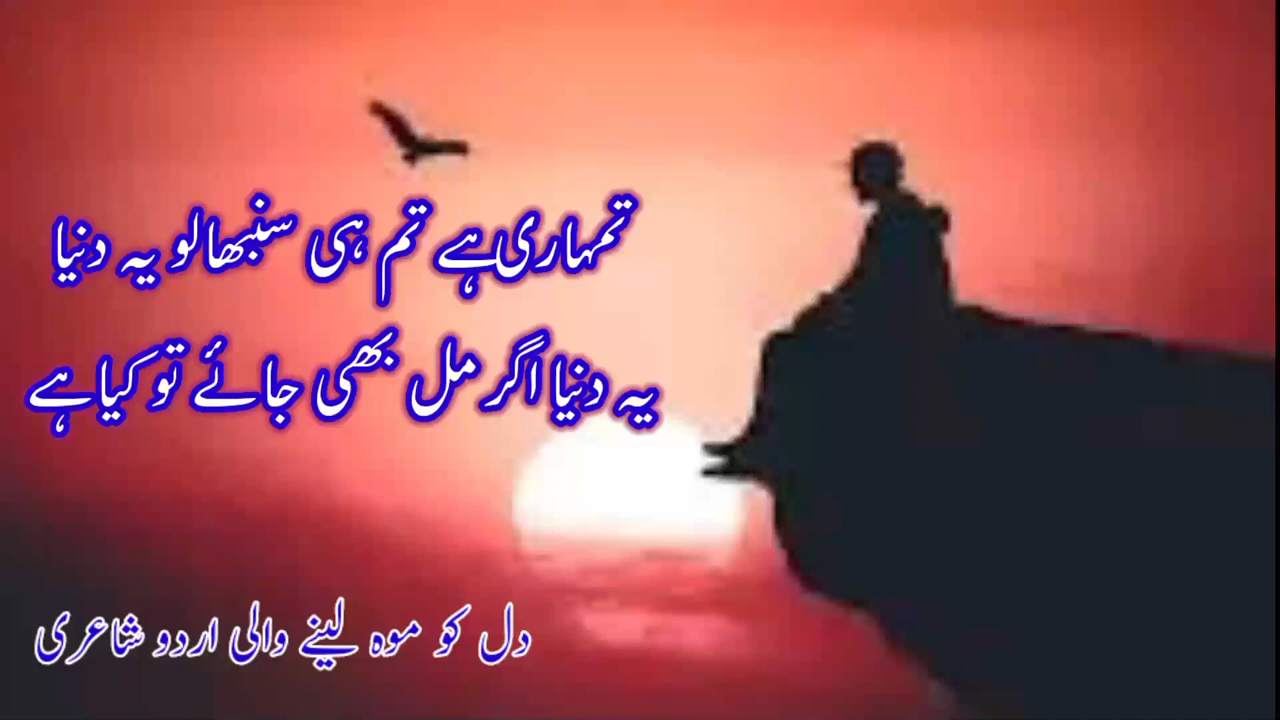 تمہاری ہے تم ہی سنبھالو یہ دنیا
یہ دنیا اگر مل بھی جائے تو کیا ہے
دل کو موہ لینے والی اردو شاعری